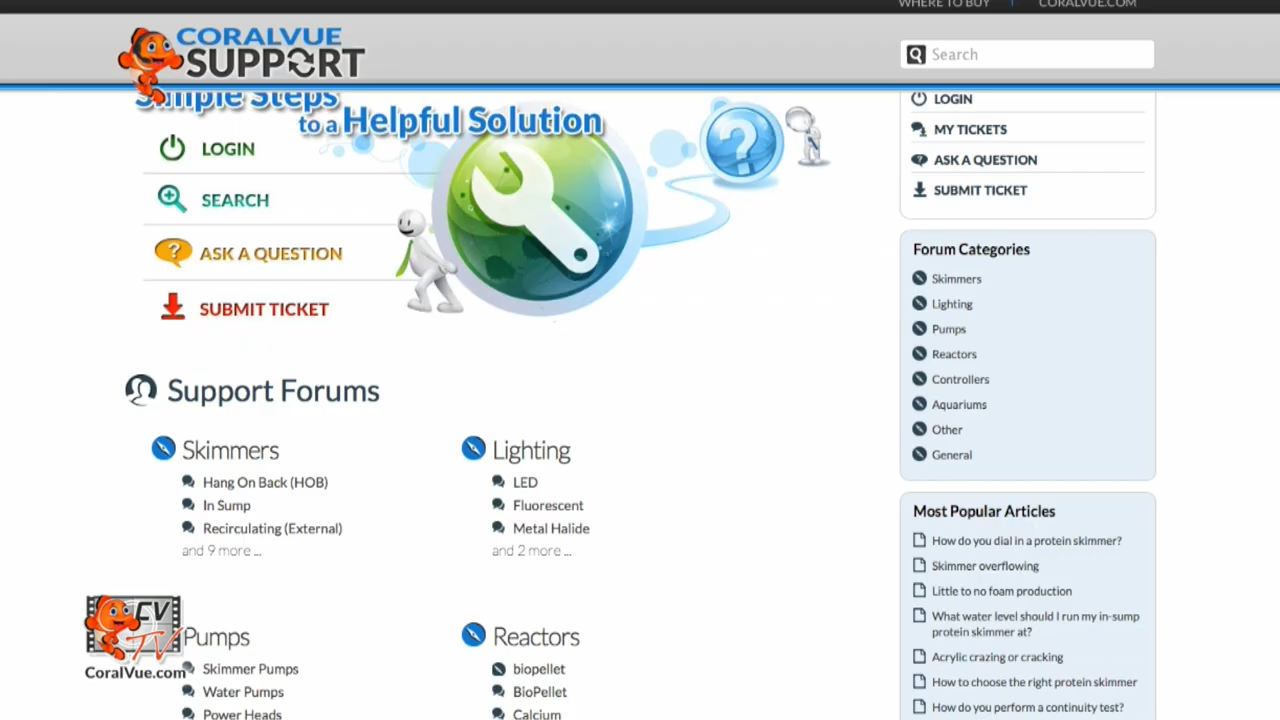 WHERE TO BUY
CORALVUE.COM
CORALVUE
SUPPORT
Search
Simple Steps
to a Helpful Solution
LOGIN
SEARCH
ASK A QUESTION
SUBMIT TICKET
LOGIN
MY TICKETS
ASK A QUESTION
SUBMIT TICKET
Forum Categories
Skimmers
Lighting
Pumps
Reactors
Controllers
Aquariums
Other
General
Support Forums
Skimmers
Hang On Back (HOB)
In Sump
Recirculating (External)
and 9 more ...
Lighting
LED
Fluorescent
Metal Halide
and 2 more ...
Most Popular Articles
How do you dial in a protein skimmer?
Skimmer overflowing
Little to no foam production
What water level should I run my in-sump
protein skimmer at?
Acrylic crazing or cracking
How to choose the right protein skimmer
How do you perform a continuity test?
CV
TV
CoralVue.com
Pumps
Skimmer Pumps
Water Pumps
Power Heads
Reactors
biopellet
BioPellet
Calcium